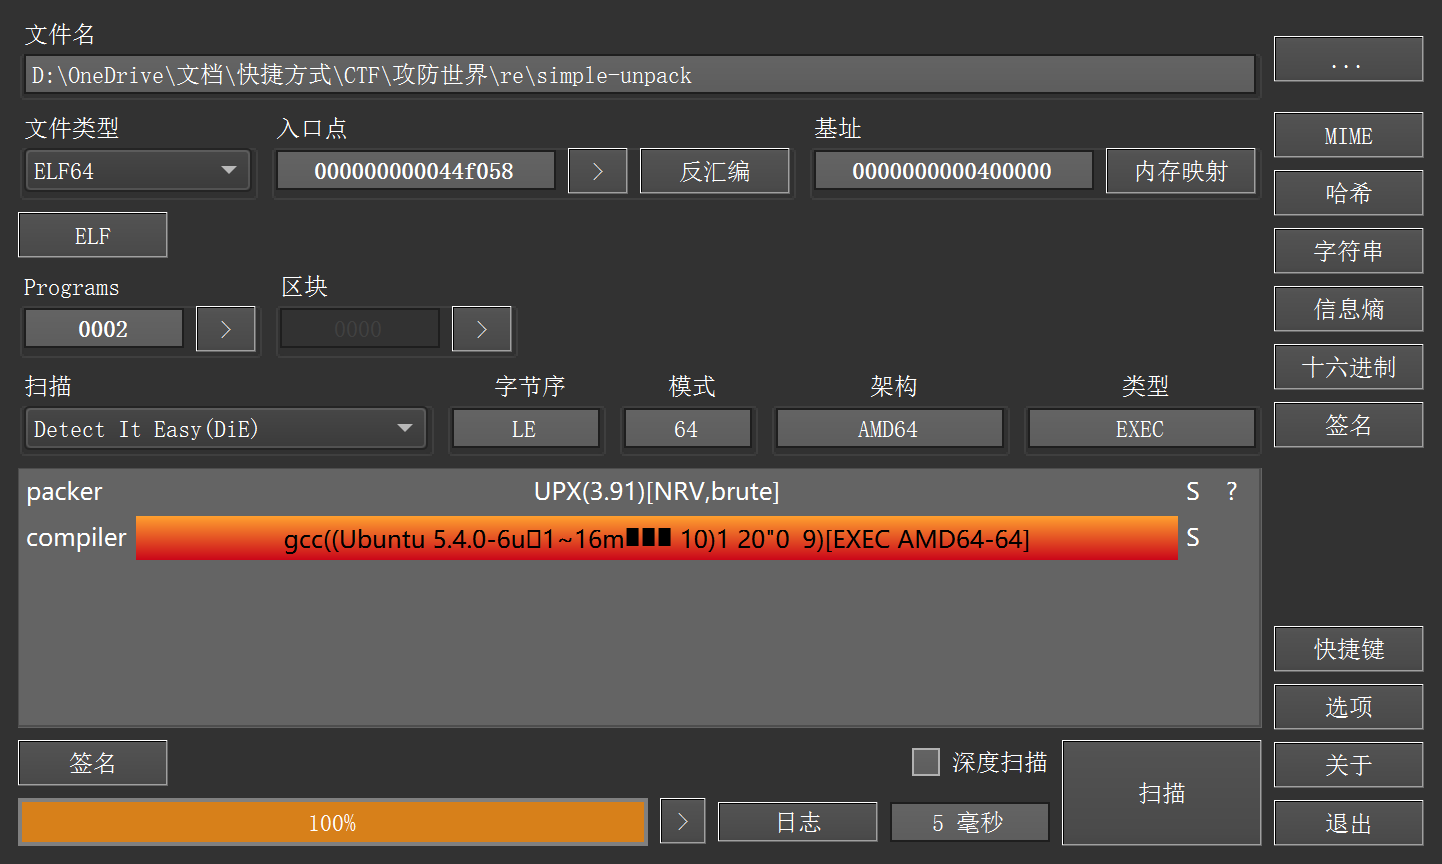 文件名
D:\OneDrive\文档\快捷方式\CTF\攻防世界\re\simple-unpack
...
文件类型 入口点 基址
MIME
ELF64 000000000044f058 > 反汇编 0000000000400000 内存映射
哈希
ELF
字符串
Programs 区块
信息熵
0002 > 0000 >
十六进制
扫描 字节序 模式 架构 类型
Detect It Easy(DiE) LE 64 AMD64 EXEC
签名
packer UPX(3.91)[NRV,brute] S ?
compiler gcc((Ubuntu 5.4.0-6u▯1~16m■■■ 10)1 20"0 9)[EXEC AMD64-64] S
快捷键
选项
签名 深度扫描 扫描
关于
100% > 日志 5 毫秒
退出